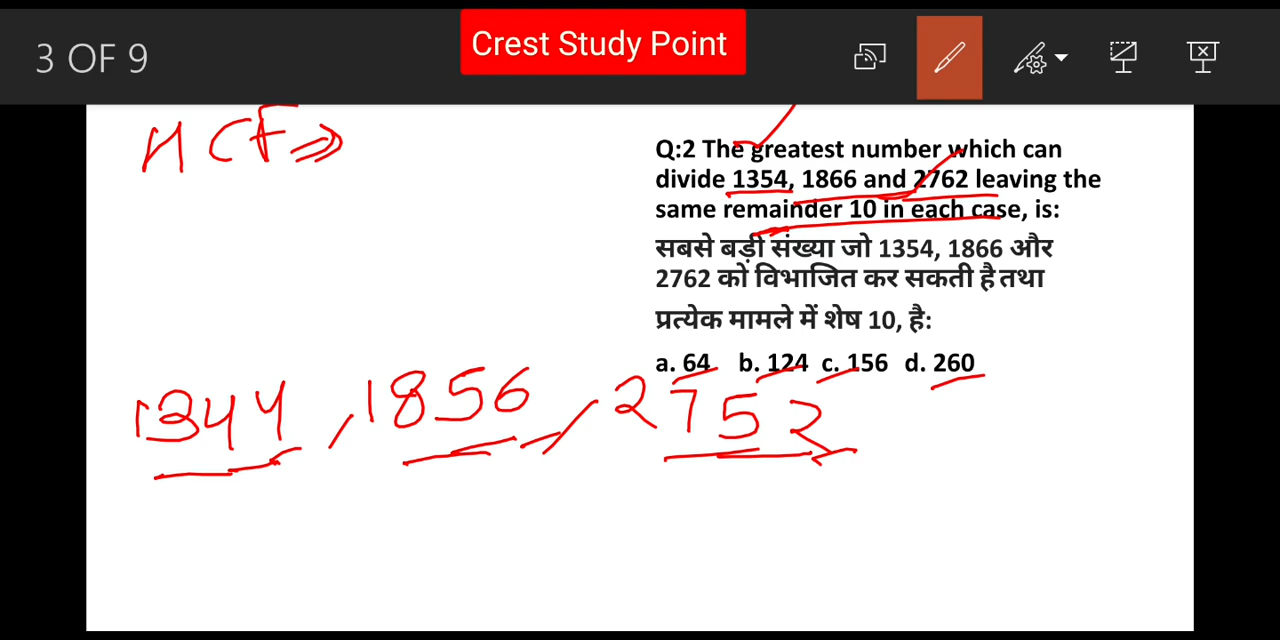 3 OF 9
Crest Study Point
HCF ⇒
Q:2 The greatest number which can
divide 1354, 1866 and 2762 leaving the
same remainder 10 in each case, is:
सबसे बड़ी संख्या जो 1354, 1866 और
2762 को विभाजित कर सकती है तथा
प्रत्येक मामले में शेष 10, है:
a. 64 b. 124 c. 156 d. 260
1344, 1856, 2752